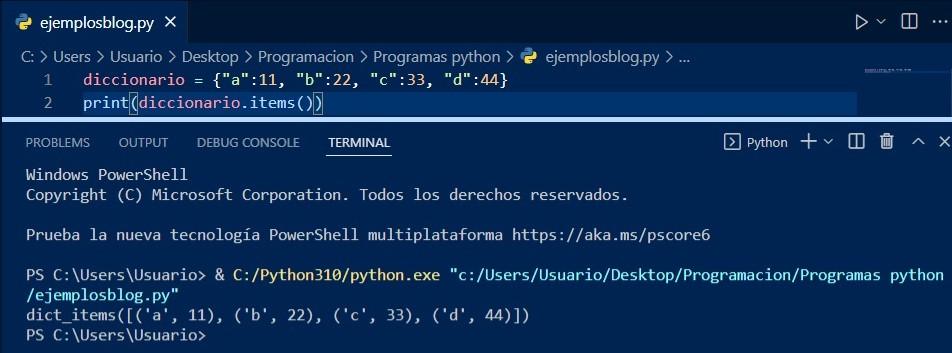 ejemplosblog.py
C: > Users > Usuario > Desktop > Programacion > Programas python > ejemplosblog.py > ...
1 diccionario = {"a":11, "b":22, "c":33, "d":44}
2 print(diccionario.items())
PROBLEMS OUTPUT DEBUG CONSOLE TERMINAL Python
Windows PowerShell
Copyright (C) Microsoft Corporation. Todos los derechos reservados.
Prueba la nueva tecnología PowerShell multiplataforma https://aka.ms/pscore6
PS C:\Users\Usuario> & C:/Python310/python.exe "c:/Users/Usuario/Desktop/Programacion/Programas python
/ejemplosblog.py"
dict_items([('a', 11), ('b', 22), ('c', 33), ('d', 44)])
PS C:\Users\Usuario>